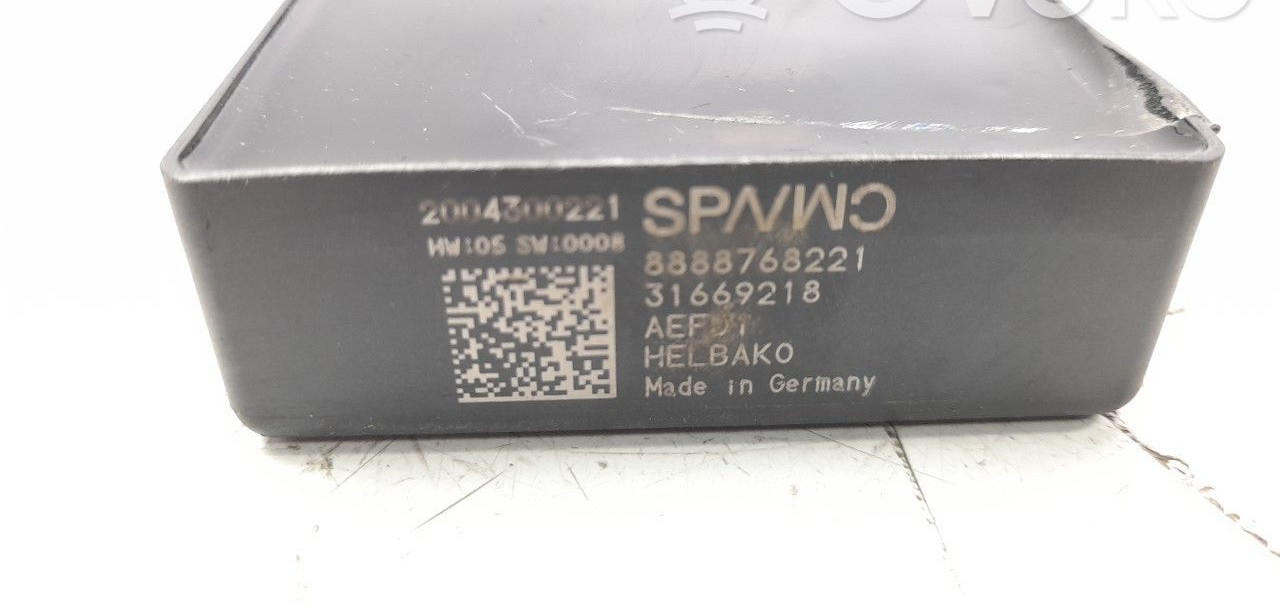 2004300221
HW:05 SW:0008
8888768221
31669218
HELBAKO
Made in Germany